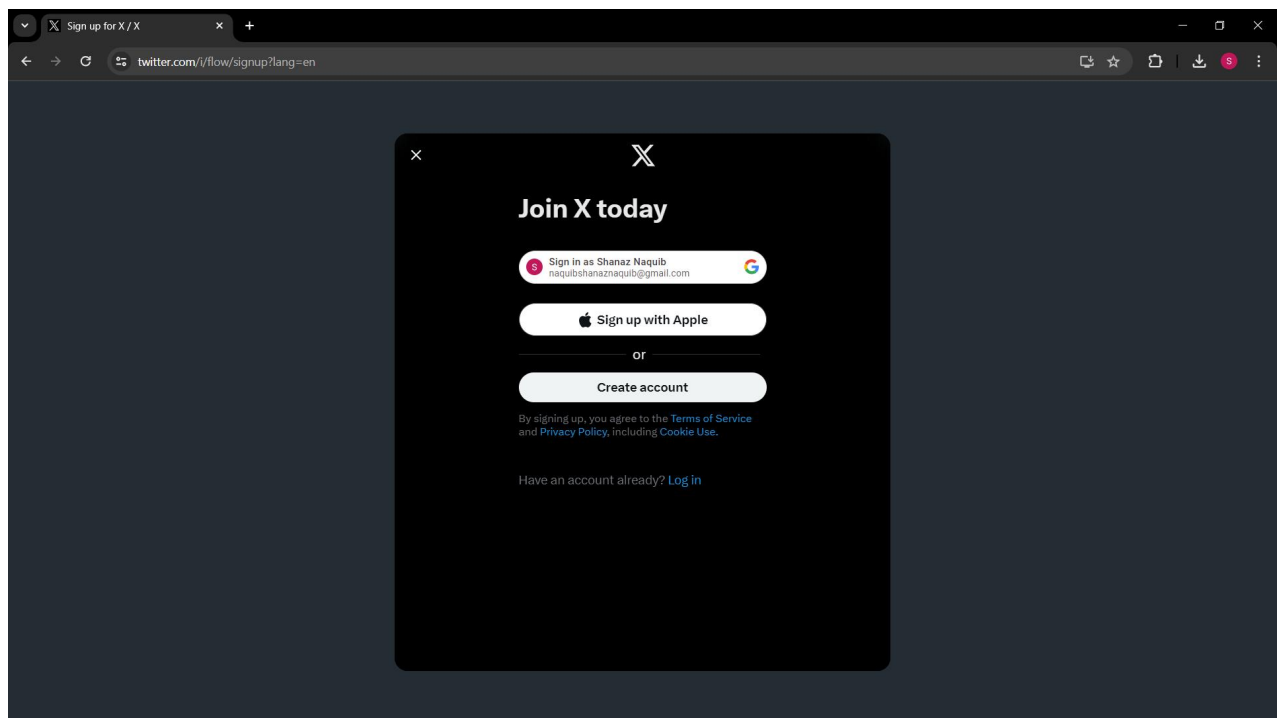 Sign up for X / X
twitter.com/i/flow/signup?lang=en
S
Join X today
S
Sign in as Shanaz Naquib
naquibshanaznaquib@gmail.com
Sign up with Apple
or
Create account
By signing up, you agree to the Terms of Service
and Privacy Policy, including Cookie Use.
Have an account already? Log in